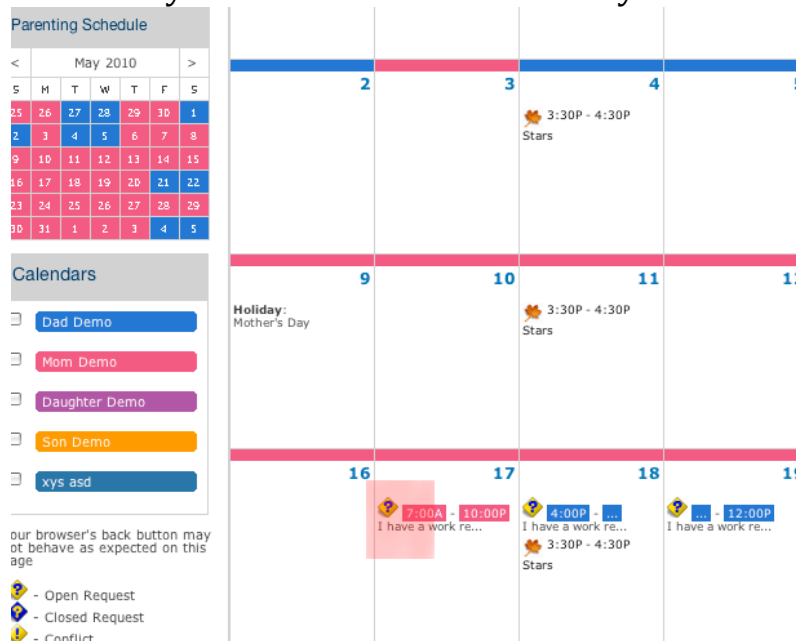 Parenting Schedule
< May 2010 >
S M T W T F S
25 26 27 28 29 30 1
2 3 4 5 6 7 8
9 10 11 12 13 14 15
16 17 18 19 20 21 22
23 24 25 26 27 28 29
30 31 1 2 3 4 5
Calendars
Dad Demo
Mom Demo
Daughter Demo
Son Demo
xys asd
our browser's back button may
ot behave as expected on this
age
- Open Request
- Closed Request
- Conflict
2 3 4
3:30P - 4:30P
Stars
9 10 11
Holiday:
Mother's Day
3:30P - 4:30P
Stars
16 17 18
7:00A - 10:00P
I have a work re...
4:00P - ...
I have a work re...
3:30P - 4:30P
Stars
... - 12:00P
I have a work re...